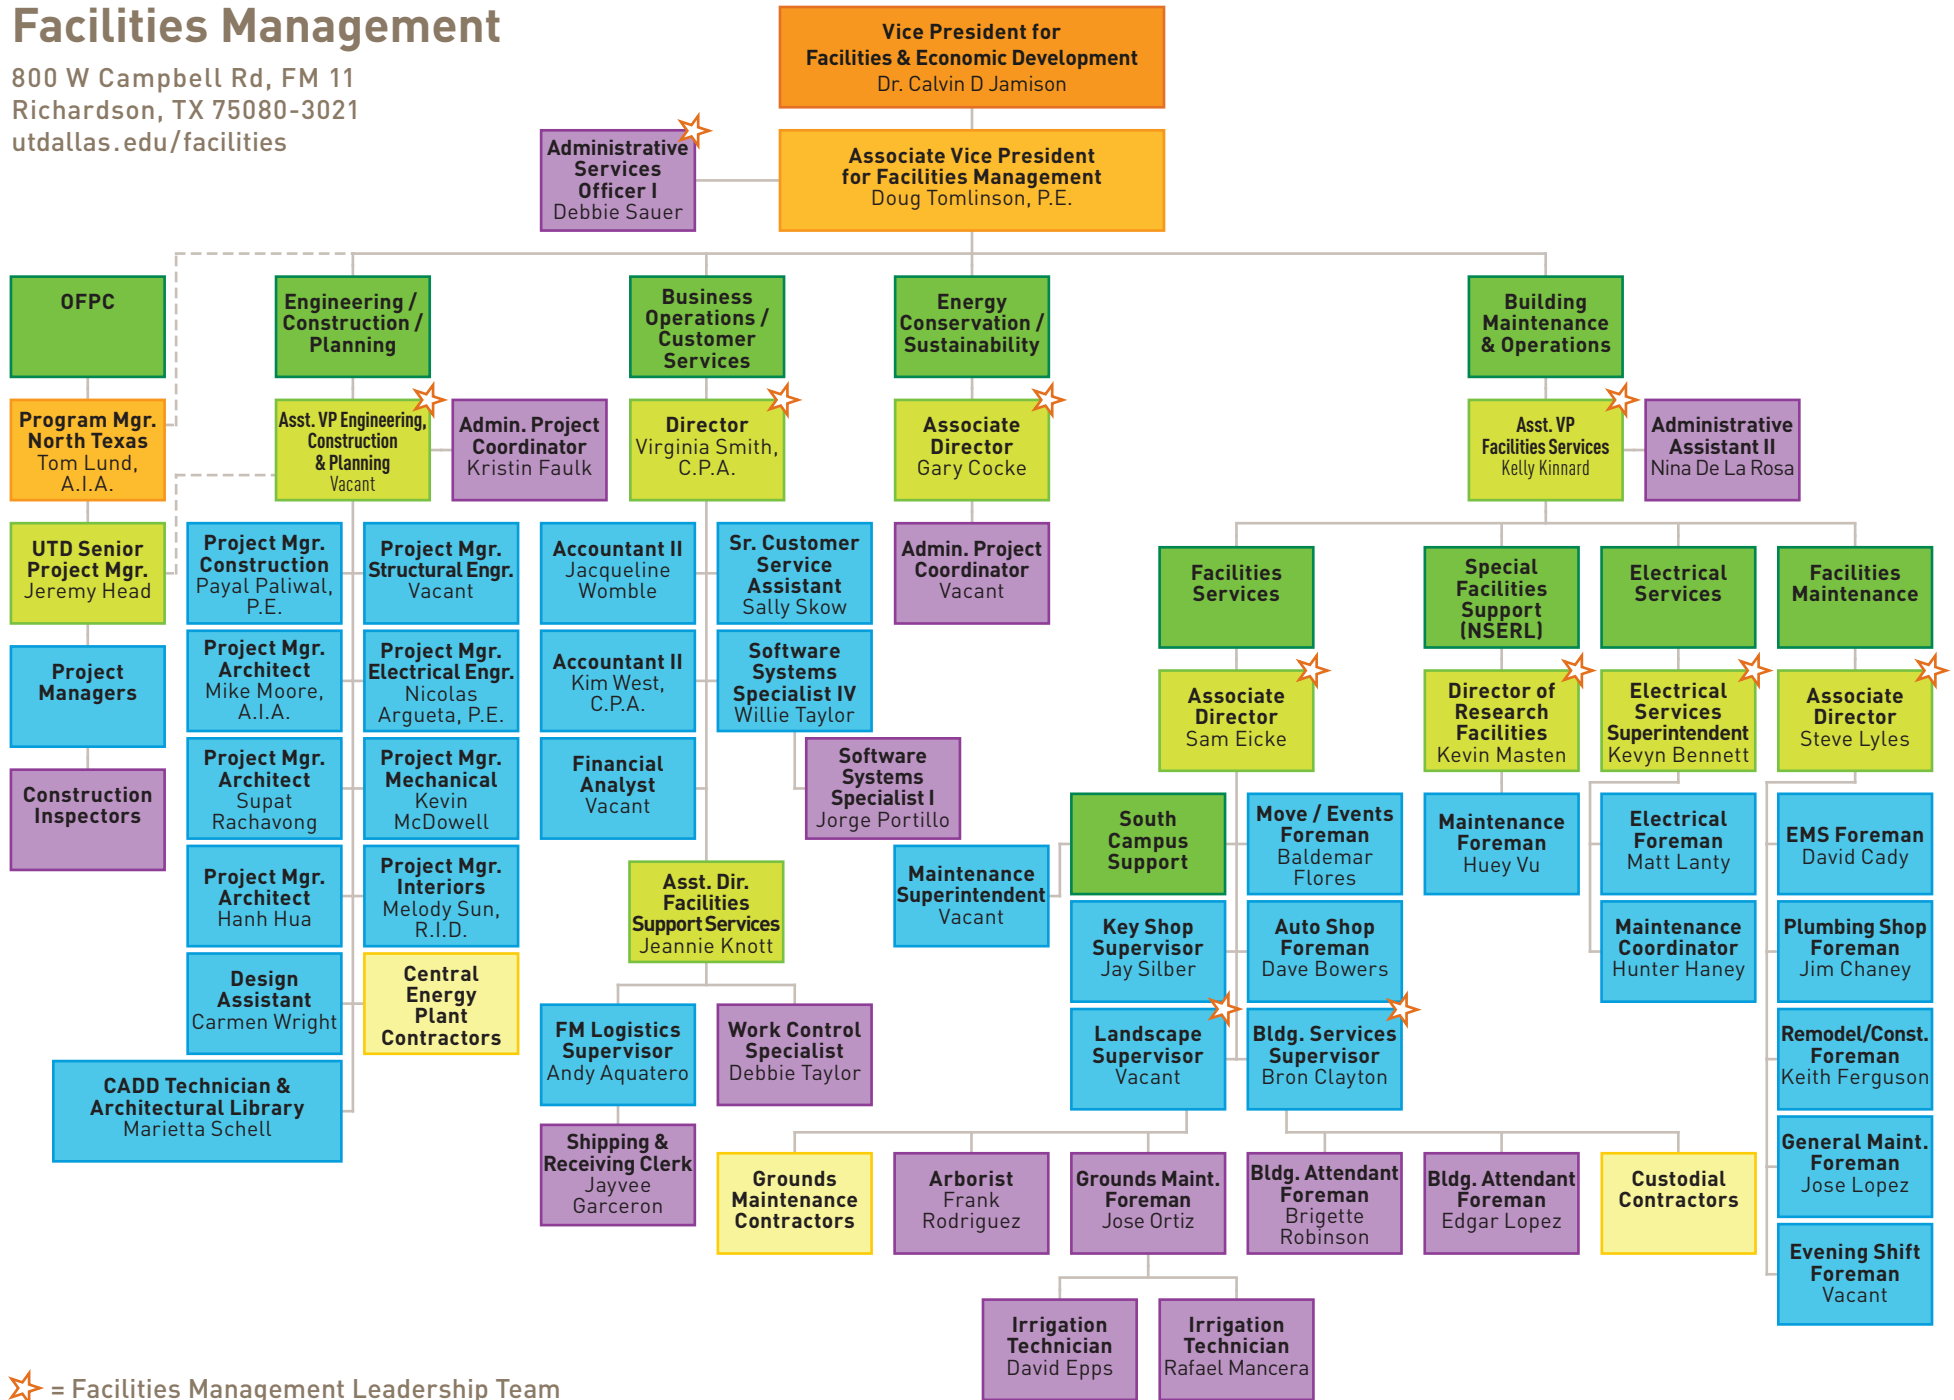 Facilities Management
800 W Campbell Rd, FM 11
Richardson, TX 75080-3021
utdallas.edu/facilities
Vice President for
Facilities & Economic Development
Dr. Calvin D Jamison
Administrative
Services
Officer I
Debbie Sauer
Associate Vice President
for Facilities Management
Doug Tomlinson, P.E.
OFPC
Engineering /
Construction /
Planning
Business
Operations /
Customer
Services
Energy
Conservation /
Sustainability
Building
Maintenance
& Operations
Program Mgr.
North Texas
Tom Lund,
A.I.A.
Asst. VP Engineering,
Construction
& Planning
Vacant
Admin. Project
Coordinator
Kristin Faulk
Director
Virginia Smith,
C.P.A.
Associate
Director
Gary Cocke
Asst. VP
Facilities Services
Kelly Kinnard
Administrative
Assistant II
Nina De La Rosa
UTD Senior
Project Mgr.
Jeremy Head
Project Mgr.
Construction
Payal Paliwal,
P.E.
Project Mgr.
Structural Engr.
Vacant
Accountant II
Jacqueline
Womble
Sr. Customer
Service
Assistant
Sally Skow
Admin. Project
Coordinator
Vacant
Facilities
Services
Special
Facilities
Support
(NSERL)
Electrical
Services
Facilities
Maintenance
Project
Managers
Project Mgr.
Architect
Mike Moore,
A.I.A.
Project Mgr.
Electrical Engr.
Nicolas
Argueta, P.E.
Accountant II
Kim West,
C.P.A.
Software
Systems
Specialist IV
Willie Taylor
Associate
Director
Sam Eicke
Director of
Research
Facilities
Kevin Masten
Electrical
Services
Superintendent
Kevyn Bennett
Associate
Director
Steve Lyles
Construction
Inspectors
Project Mgr.
Architect
Supat
Rachavong
Project Mgr.
Mechanical
Kevin
McDowell
Financial
Analyst
Vacant
Software
Systems
Specialist I
Jorge Portillo
South
Campus
Support
Move / Events
Foreman
Baldemar
Flores
Maintenance
Foreman
Huey Vu
Electrical
Foreman
Matt Lanty
EMS Foreman
David Cady
Project Mgr.
Architect
Hanh Hua
Project Mgr.
Interiors
Melody Sun,
R.I.D.
Asst. Dir.
Facilities
Support Services
Jeannie Knott
Maintenance
Superintendent
Vacant
Key Shop
Supervisor
Jay Silber
Auto Shop
Foreman
Dave Bowers
Maintenance
Coordinator
Hunter Haney
Plumbing Shop
Foreman
Jim Chaney
Design
Assistant
Carmen Wright
Central
Energy
Plant
Contractors
FM Logistics
Supervisor
Andy Aquatero
Work Control
Specialist
Debbie Taylor
Landscape
Supervisor
Vacant
Bldg. Services
Supervisor
Bron Clayton
Remodel/Const.
Foreman
Keith Ferguson
CADD Technician &
Architectural Library
Marietta Schell
Shipping &
Receiving Clerk
Jayvee
Garceron
Grounds
Maintenance
Contractors
Arborist
Frank
Rodriguez
Grounds Maint.
Foreman
Jose Ortiz
Bldg. Attendant
Foreman
Brigette
Robinson
Bldg. Attendant
Foreman
Edgar Lopez
Custodial
Contractors
General Maint.
Foreman
Jose Lopez
Evening Shift
Foreman
Vacant
Irrigation
Technician
David Epps
Irrigation
Technician
Rafael Mancera
= Facilities Management Leadership Team